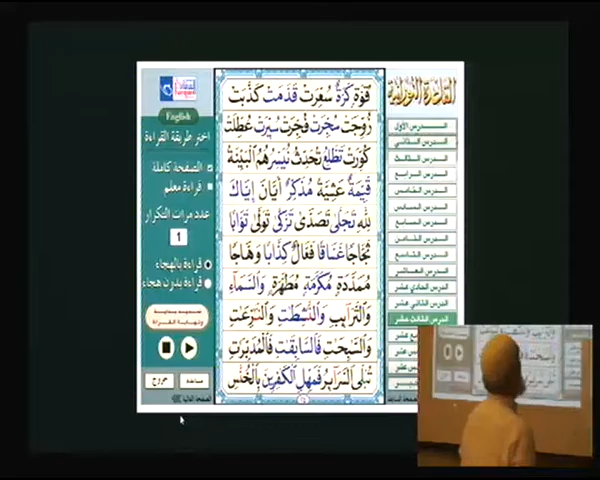 القاعدة النورانية
English
اختر طريقة القراءة
الصفحة كاملة
قراءة معلم
عدد مرات التكرار
1
قراءة بالهجاء
قراءة بدون هجاء
مساعدة
خروج
الصفحة التالية
قُوَّةٍ كَرَّةٌ سُعِّرَتْ قَدَّمَتْ كَذَّبَتْ
زُوِّجَتْ سُجِّرَتْ فُجِّرَتْ سُيِّرَتْ عُطِّلَتْ
كُوِّرَتْ تَطَّلِعُ تُحَدِّثُ نُيَسِّرُ هُمُ الْبَيِّنَةُ
قَيِّمَةٌ عَشِيَّةً مُذَكِّرٌ أَيَّانَ إِيَّاكَ
لِلَّهِ تَجَلَّى تَصَدَّى تَزَكَّى تَوَلَّى تَوَّابًا
ثَجَّاجًا غَسَّاقًا فَعَّالٌ كِذَّابًا وَهَّاجًا
مُمَدَّدَةٍ مُكَرَّمَةٍ مُطَهَّرَةٍ وَالسَّمَاءِ
وَالتَّرَائِبِ وَالنَّشِطَتِ وَالنَّزِعَتِ
وَالسَّبِحَتِ فَالسَّابِقَتِ فَالْمُدَبِّرَتِ
تُبْلَى السَّرَائِرُ فَمَهِّلِ الْكَفِرِينَ بِالْخُنَّسِ
الدرس الأول
الدرس الثاني
الدرس الثالث
الدرس الرابع
الدرس الخامس
الدرس السادس
الدرس السابع
الدرس الثامن
الدرس التاسع
الدرس العاشر
الدرس الحادي عشر
الدرس الثاني عشر
الدرس الثالث عشر